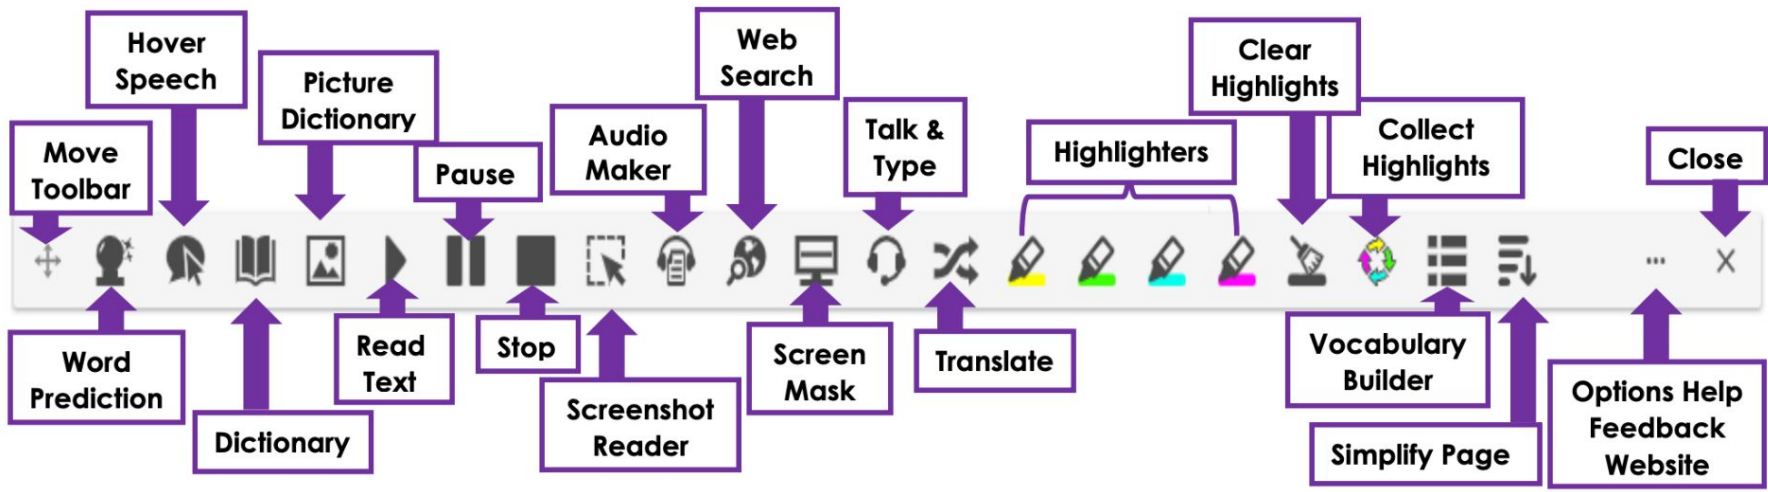 Hover
Speech
Web
Search
Clear
Highlights
Picture
Dictionary
Audio
Maker
Talk &
Type
Highlighters
Collect
Highlights
Move
Toolbar
Pause
Close
...
Word
Prediction
Read
Text
Stop
Screen
Mask
Translate
Vocabulary
Builder
Dictionary
Screenshot
Reader
Simplify Page
Options Help
Feedback
Website